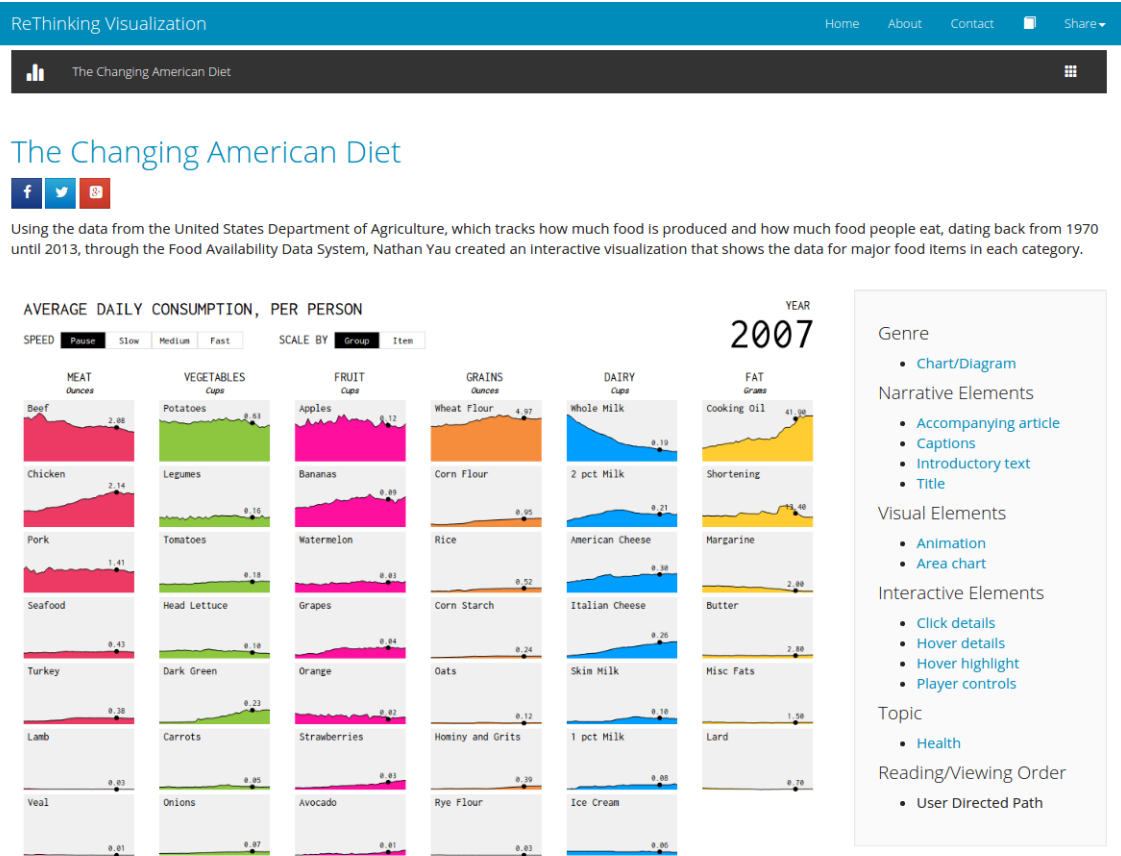 ReThinking Visualization
Home About Contact Share
The Changing American Diet
The Changing American Diet
Using the data from the United States Department of Agriculture, which tracks how much food is produced and how much food people eat, dating back from 1970
until 2013, through the Food Availability Data System, Nathan Yau created an interactive visualization that shows the data for major food items in each category.
AVERAGE DAILY CONSUMPTION, PER PERSON
YEAR
2007
SPEED Pause Slow Medium Fast SCALE BY Group Item
MEAT VEGETABLES FRUIT GRAINS DAIRY FAT
Ounces Cups Cups Ounces Cups Grams
Beef Potatoes Apples Wheat Flour Whole Milk Cooking Oil
2.08 0.63 0.12 4.97 0.19 41.90
Chicken Legumes Bananas Corn Flour 2 pct Milk Shortening
2.14 0.16 0.09 0.95 0.21 13.40
Pork Tomatoes Watermelon Rice American Cheese Margarine
1.41 0.18 0.03 0.52 0.30 2.00
Seafood Head Lettuce Grapes Corn Starch Italian Cheese Butter
0.43 0.10 0.04 0.24 0.26 2.80
Turkey Dark Green Orange Oats Skim Milk Misc Fats
0.38 0.23 0.02 0.12 0.10 1.50
Lamb Carrots Strawberries Hominy and Grits 1 pct Milk Lard
0.03 0.05 0.03 0.39 0.08 0.70
Veal Onions Avocado Rye Flour Ice Cream
0.01 0.07 0.01 0.03 0.06
Genre
Chart/Diagram
Narrative Elements
Accompanying article
Captions
Introductory text
Title
Visual Elements
Animation
Area chart
Interactive Elements
Click details
Hover details
Hover highlight
Player controls
Topic
Health
Reading/Viewing Order
User Directed Path